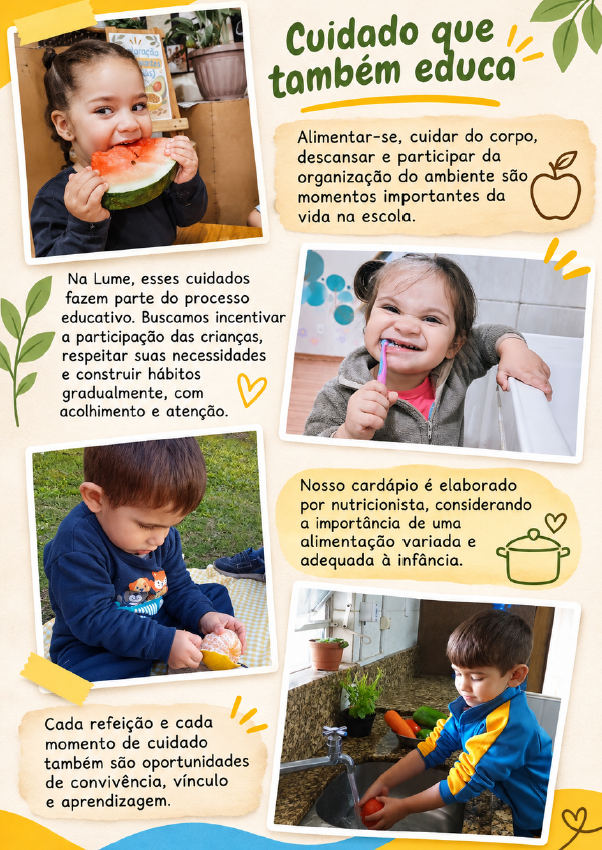 Cuidado que
também educa
Alimentar-se, cuidar do corpo,
descansar e participar da
organização do ambiente são
momentos importantes da
vida na escola.
Na Lume, esses cuidados
fazem parte do processo
educativo. Buscamos incentivar
a participação das crianças,
respeitar suas necessidades
e construir hábitos
gradualmente, com
acolhimento e atenção.
Nosso cardápio é elaborado
por nutricionista, considerando
a importância de uma
alimentação variada e
adequada à infância.
Cada refeição e cada
momento de cuidado
também são oportunidades
de convivência, vínculo
e aprendizagem.